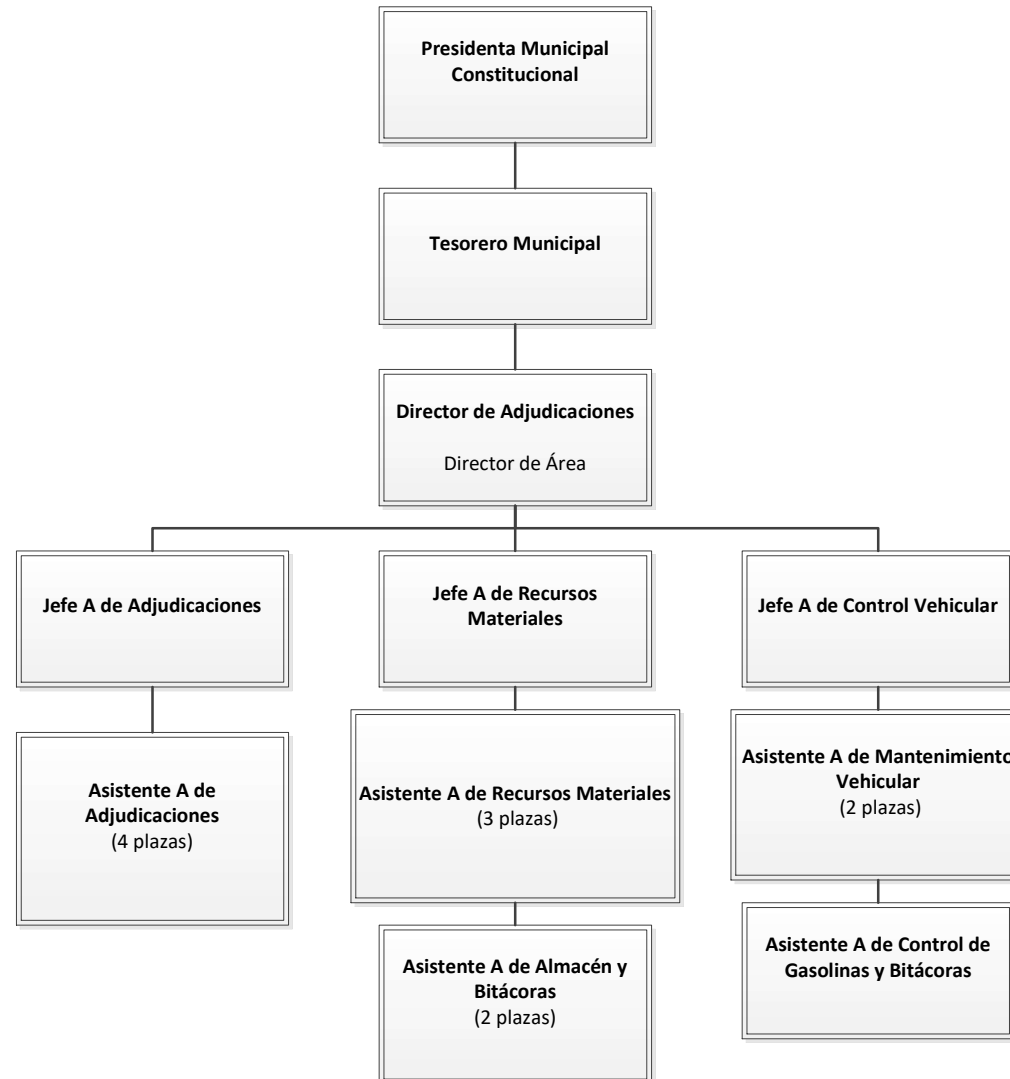 Presidenta Municipal
Constitucional
Tesorero Municipal
Director de Adjudicaciones
Director de Área
Jefe A de Adjudicaciones
Jefe A de Recursos
Materiales
Jefe A de Control Vehicular
Asistente A de
Adjudicaciones
(4 plazas)
Asistente A de Recursos Materiales
(3 plazas)
Asistente A de Mantenimiento
Vehicular
(2 plazas)
Asistente A de Almacén y
Bitácoras
(2 plazas)
Asistente A de Control de
Gasolinas y Bitácoras